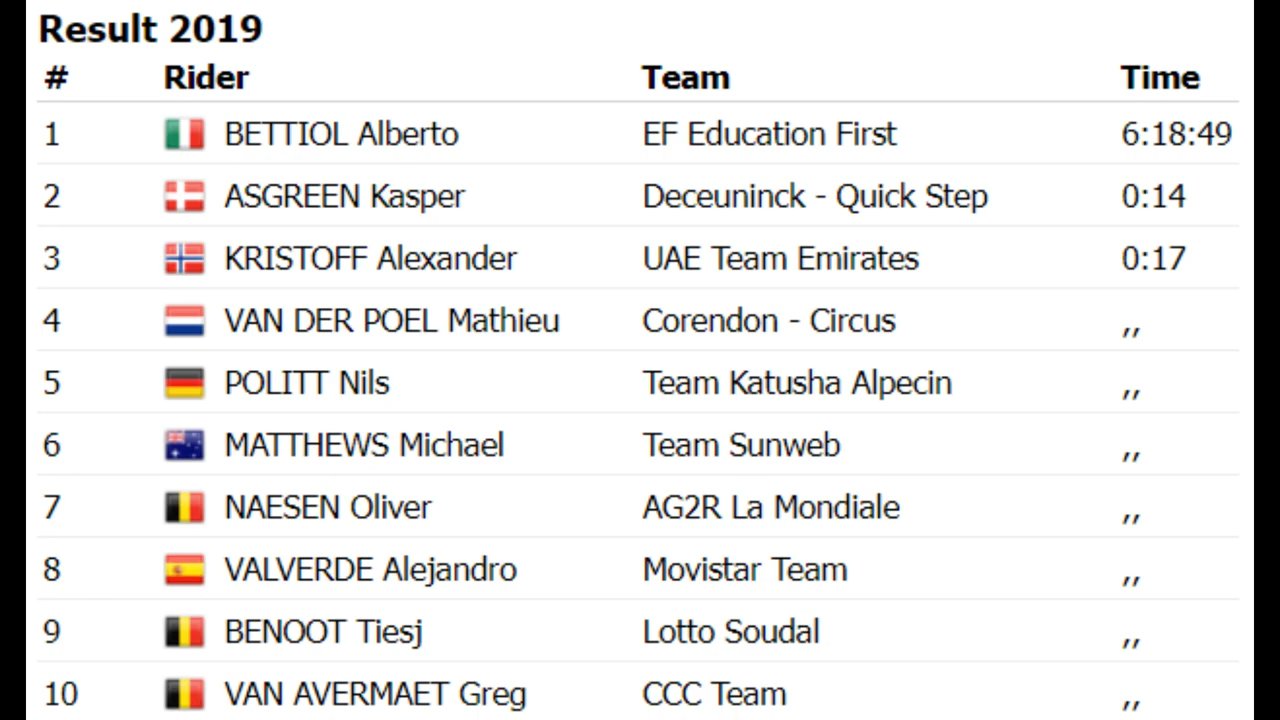 Result 2019
# Rider Team Time
1 BETTIOL Alberto EF Education First 6:18:49
2 ASGREEN Kasper Deceuninck - Quick Step 0:14
3 KRISTOFF Alexander UAE Team Emirates 0:17
4 VAN DER POEL Mathieu Corendon - Circus ,,
5 POLITT Nils Team Katusha Alpecin ,,
6 MATTHEWS Michael Team Sunweb ,,
7 NAESEN Oliver AG2R La Mondiale ,,
8 VALVERDE Alejandro Movistar Team ,,
9 BENOOT Tiesj Lotto Soudal ,,
10 VAN AVERMAET Greg CCC Team ,,